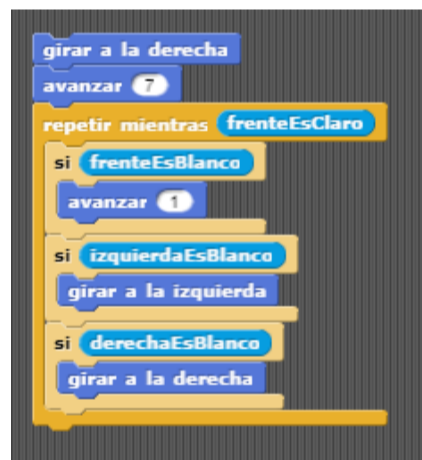 girar a la derecha
avanzar 7
repetir mientras frenteEsClaro
si frenteEsBlanco
avanzar 1
si izquierdaEsBlanco
girar a la izquierda
si derechaEsBlanco
girar a la derecha